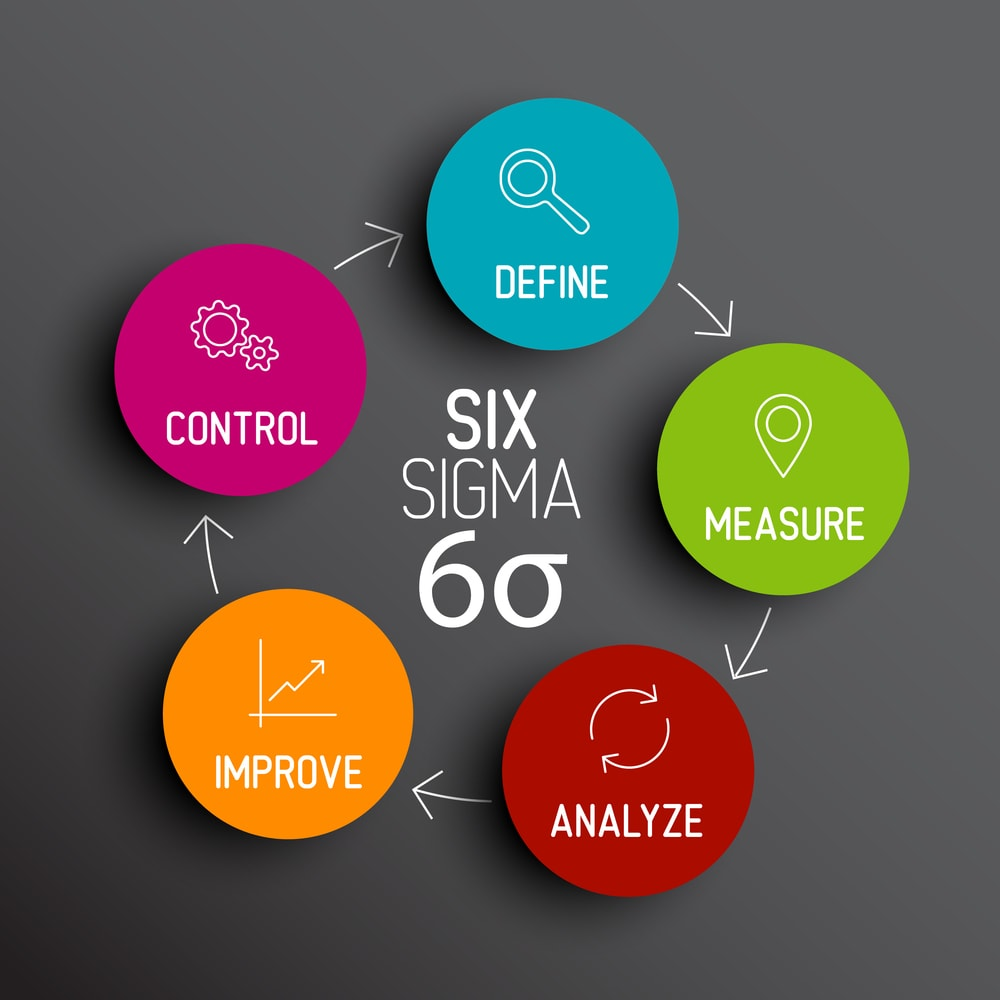 DEFINE
CONTROL
SIX
SIGMA
6σ
MEASURE
IMPROVE
ANALYZE